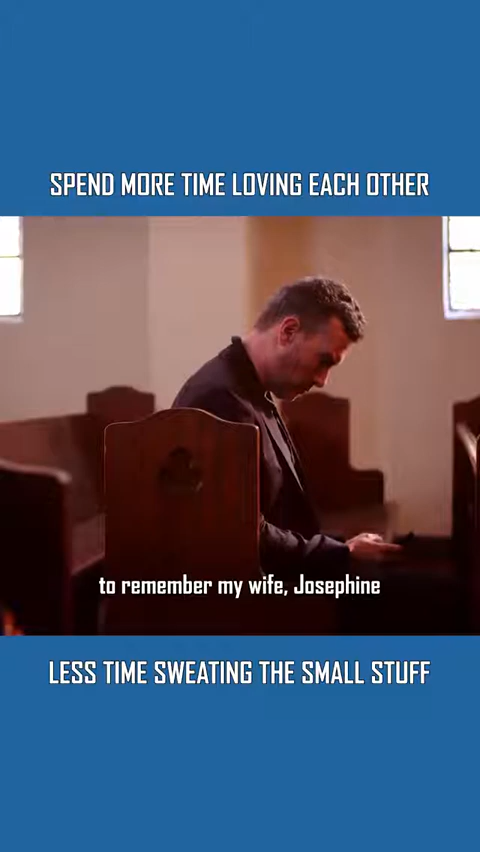 SPEND MORE TIME LOVING EACH OTHER
to remember my wife, Josephine
LESS TIME SWEATING THE SMALL STUFF